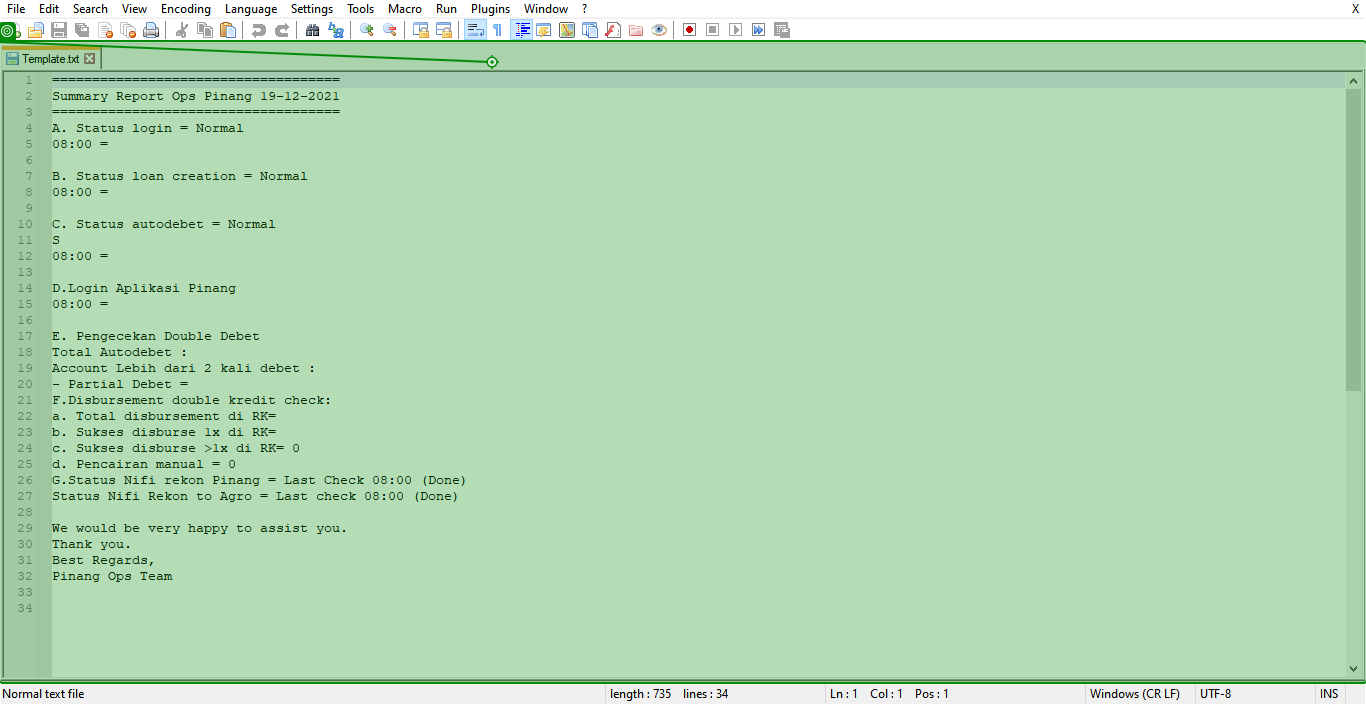 File Edit Search View Encoding Language Settings Tools Macro Run Plugins Window ? X
Template.txt
1 ====================================
2 Summary Report Ops Pinang 19-12-2021
3 ====================================
4 A. Status login = Normal
5 08:00 =
6
7 B. Status loan creation = Normal
8 08:00 =
9
10 C. Status autodebet = Normal
11 S
12 08:00 =
13
14 D.Login Aplikasi Pinang
15 08:00 =
16
17 E. Pengecekan Double Debet
18 Total Autodebet :
19 Account Lebih dari 2 kali debet :
20 - Partial Debet =
21 F.Disbursement double kredit check:
22 a. Total disbursement di RK=
23 b. Sukses disburse 1x di RK=
24 c. Sukses disburse >1x di RK= 0
25 d. Pencairan manual = 0
26 G.Status Nifi rekon Pinang = Last Check 08:00 (Done)
27 Status Nifi Rekon to Agro = Last check 08:00 (Done)
28
29 We would be very happy to assist you.
30 Thank you.
31 Best Regards,
32 Pinang Ops Team
33
34
Normal text file length : 735 lines : 34 Ln : 1 Col : 1 Pos : 1 Windows (CR LF) UTF-8 INS